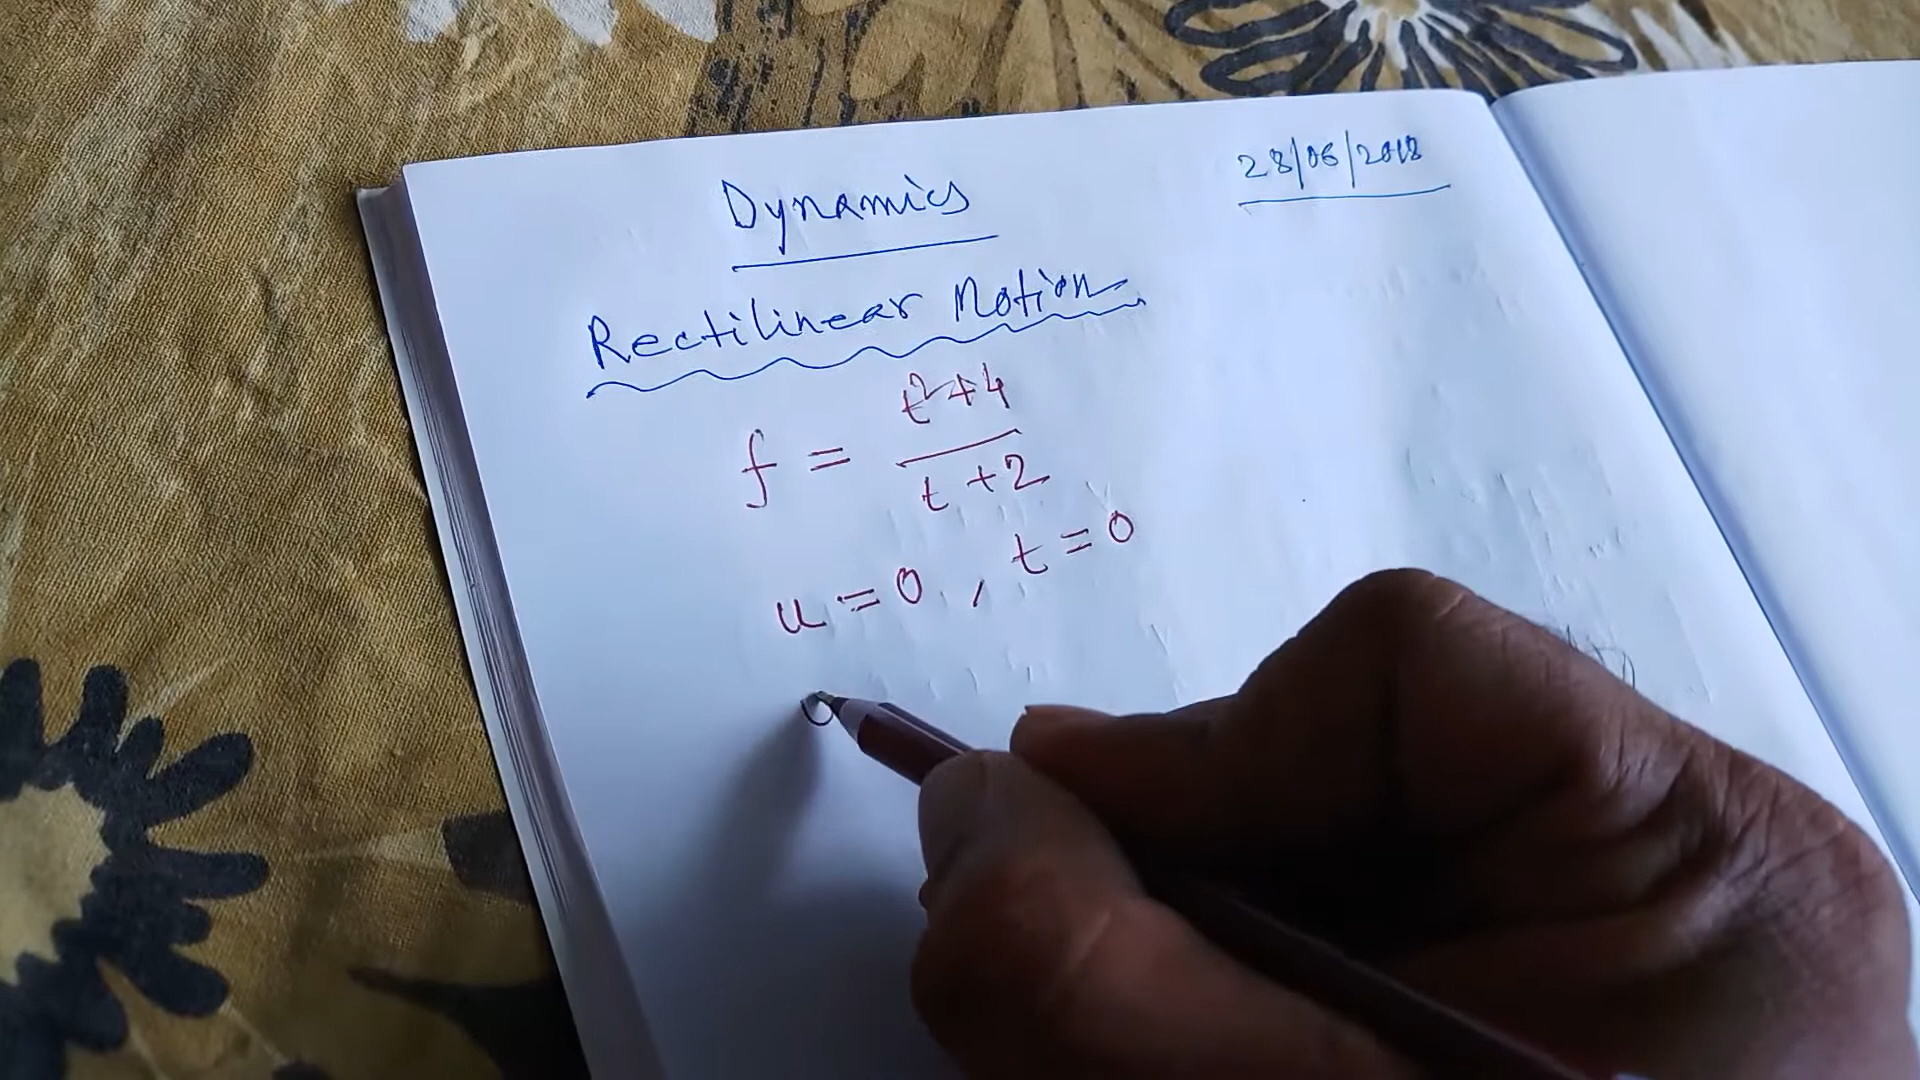 Dynamics
28/06/2018
Rectilinear Motion
f = t²+4 / t+2
u = 0, t = 0